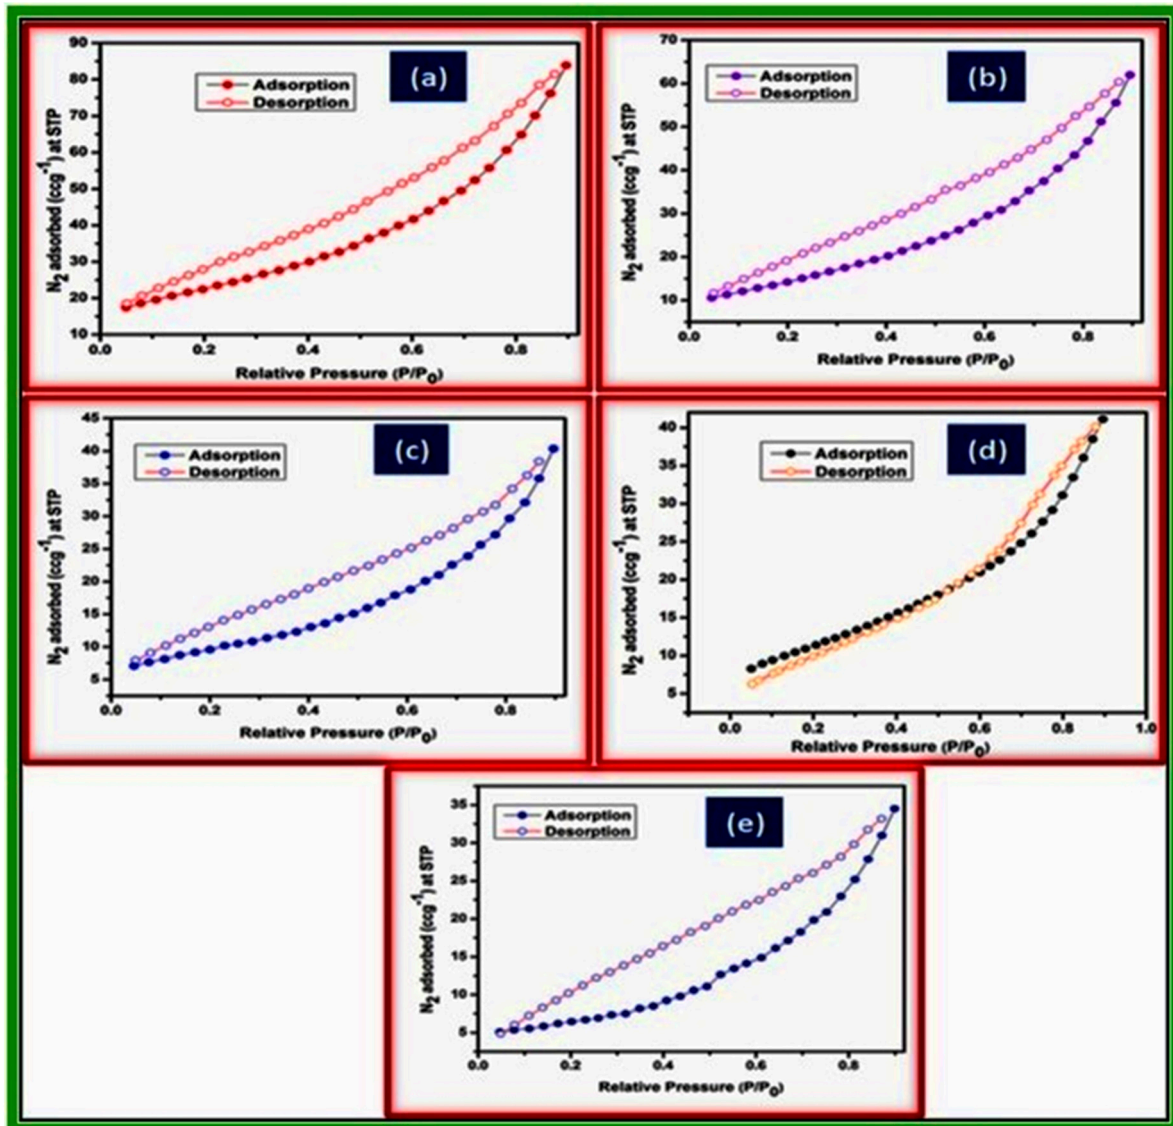 90
80
70
60
50
40
30
20
10
N2 adsorbed (ccg-1) at STP
Adsorption
Desorption
(a)
0.0 0.2 0.4 0.6 0.8
Relative Pressure (P/P0)
70
60
50
40
30
20
10
N2 adsorbed (ccg-1) at STP
Adsorption
Desorption
(b)
0.0 0.2 0.4 0.6 0.8
Relative Pressure (P/P0)
45
40
35
30
25
20
15
10
5
N2 adsorbed (ccg-1) at STP
Adsorption
Desorption
(c)
0.0 0.2 0.4 0.6 0.8
Relative Pressure (P/P0)
40
35
30
25
20
15
10
5
N2 adsorbed (ccg-1) at STP
Adsorption
Desorption
(d)
0.0 0.2 0.4 0.6 0.8 1.0
Relative Pressure (P/P0)
35
30
25
20
15
10
5
N2 adsorbed (ccg-1) at STP
Adsorption
Desorption
(e)
0.0 0.2 0.4 0.6 0.8
Relative Pressure (P/P0)